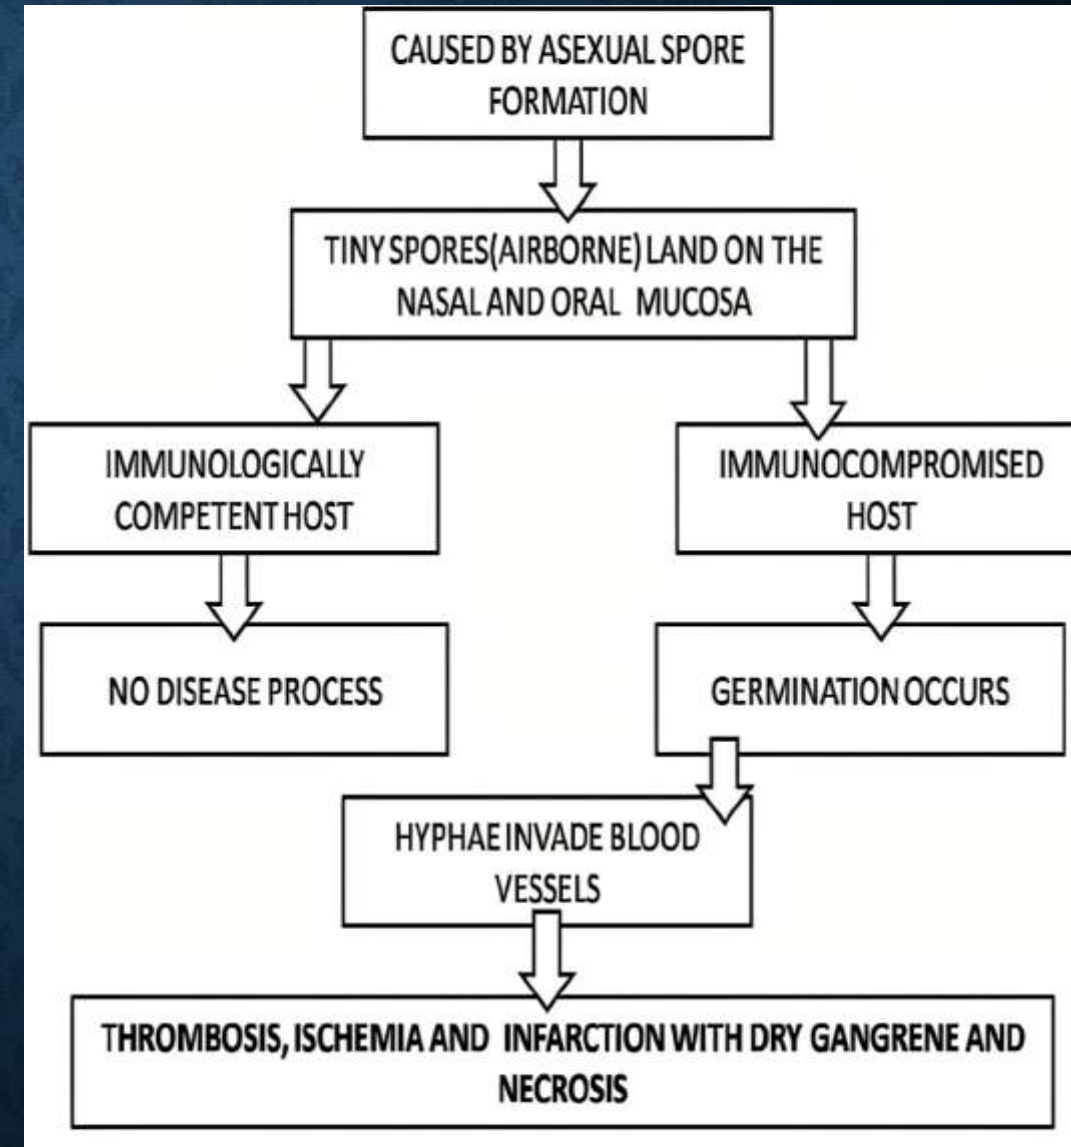 CAUSED BY ASEXUAL SPORE
FORMATION
TINY SPORES(AIRBORNE) LAND ON THE
NASAL AND ORAL MUCOSA
IMMUNOLOGICALLY
COMPETENT HOST
IMMUNOCOMPROMISED
HOST
NO DISEASE PROCESS
GERMINATION OCCURS
HYPHAE INVADE BLOOD
VESSELS
THROMBOSIS, ISCHEMIA AND INFARCTION WITH DRY GANGRENE AND
NECROSIS